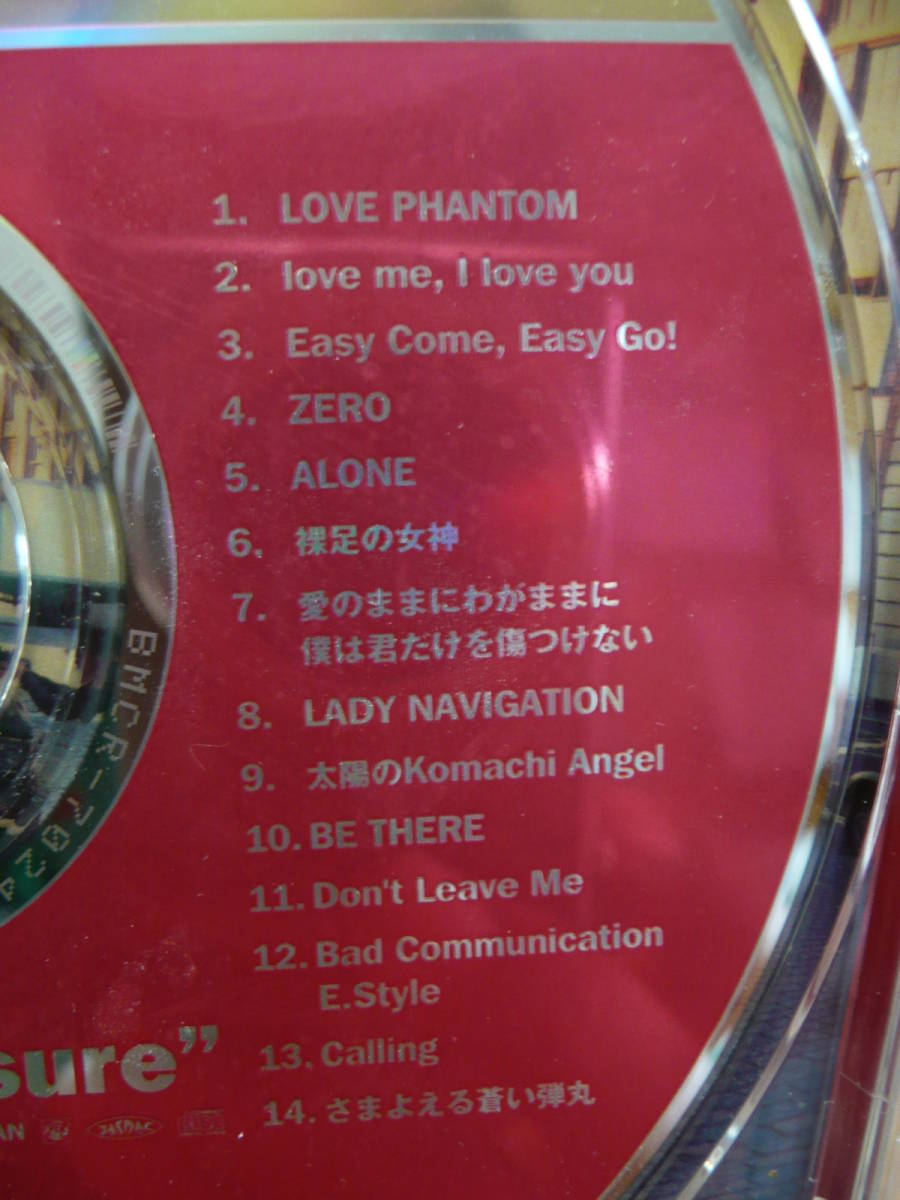 1. LOVE PHANTOM
2. love me, I love you
3. Easy Come, Easy Go!
4. ZERO
5. ALONE
6. 裸足の女神
7. 愛のままにわがままに
僕は君だけを傷つけない
8. LADY NAVIGATION
9. 太陽のKomachi Angel
10. BE THERE
11. Don't Leave Me
12. Bad Communication
E.Style
13. Calling
14. さまよえる蒼い弾丸
sure”
AN JASRAC
BMCR-702